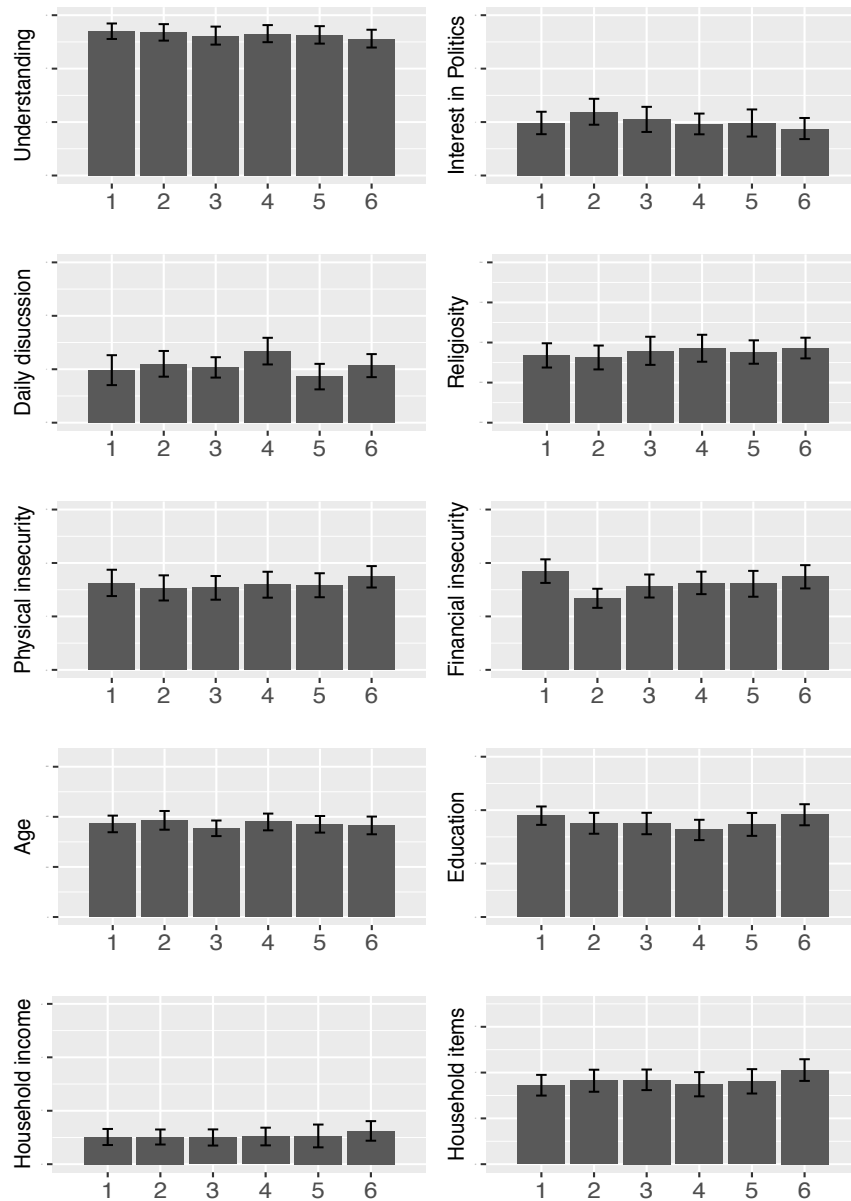 Understanding
1 2 3 4 5 6
Interest in Politics
1 2 3 4 5 6
Daily disucssion
1 2 3 4 5 6
Religiosity
1 2 3 4 5 6
Physical insecurity
1 2 3 4 5 6
Financial insecurity
1 2 3 4 5 6
Age
1 2 3 4 5 6
Education
1 2 3 4 5 6
Household income
1 2 3 4 5 6
Household items
1 2 3 4 5 6